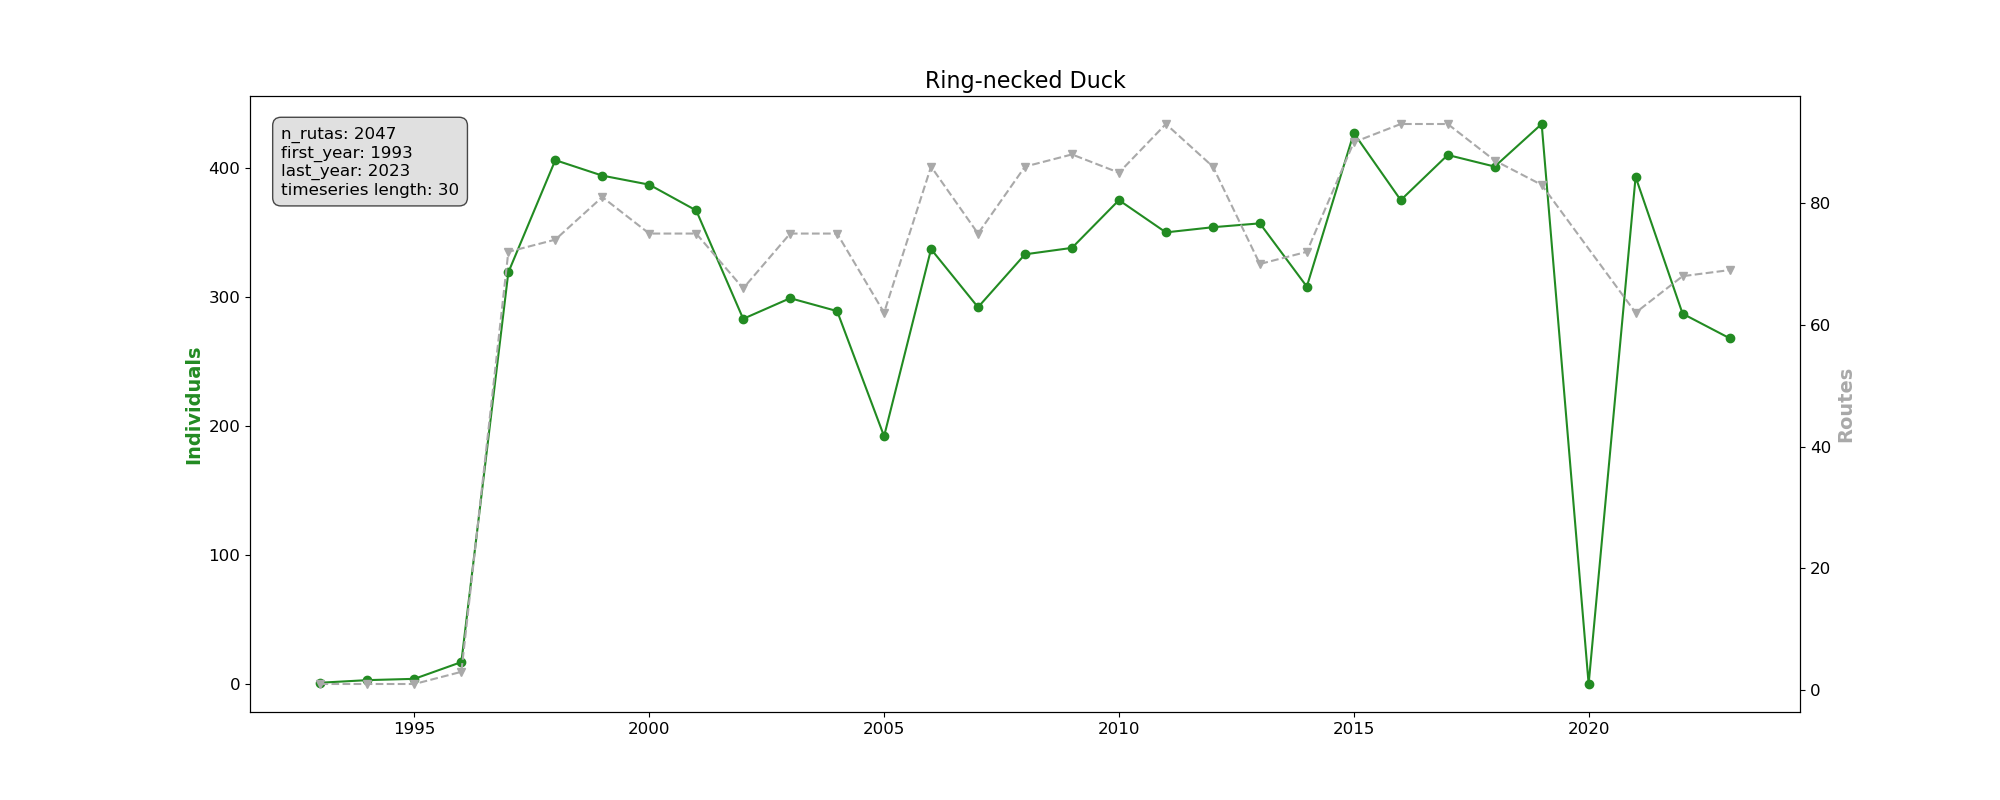 Ring-necked Duck
n_rutas: 2047
first_year: 1993
last_year: 2023
timeseries length: 30
400
300
200
100
0
Individuals
80
60
40
20
0
Routes
1995
2000
2005
2010
2015
2020